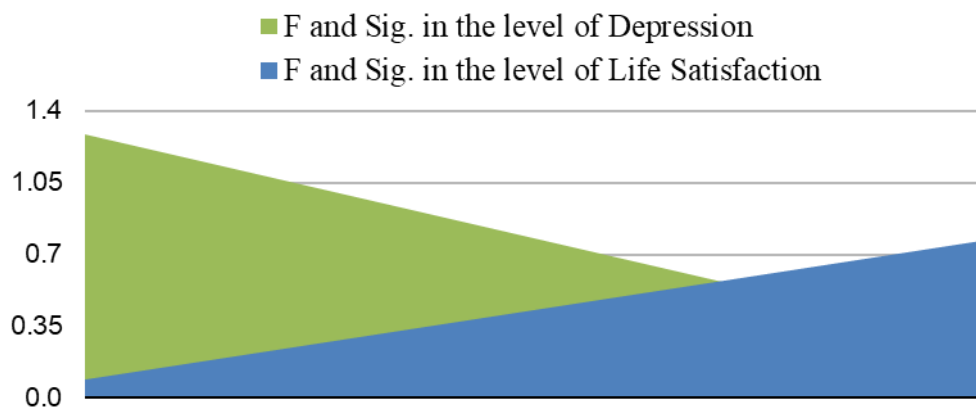 F and Sig. in the level of Depression
F and Sig. in the level of Life Satisfaction
1.4
1.05
0.7
0.35
0.0